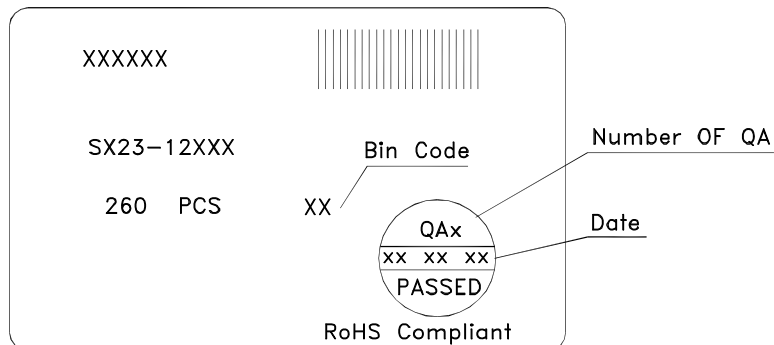 XXXXXX
SX23-12XXX
Bin Code
Number OF QA
260 PCS
XX
QAx
Date
xx xx xx
PASSED
RoHS Compliant